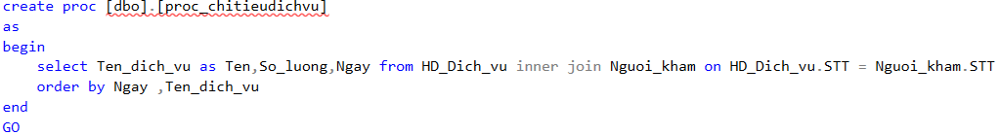 create proc [dbo].[proc_chitieudichvu]
as
begin
    select Ten_dich_vu as Ten,So_luong,Ngay from HD_Dich_vu inner join Nguoi_kham on HD_Dich_vu.STT = Nguoi_kham.STT
    order by Ngay ,Ten_dich_vu
end
GO